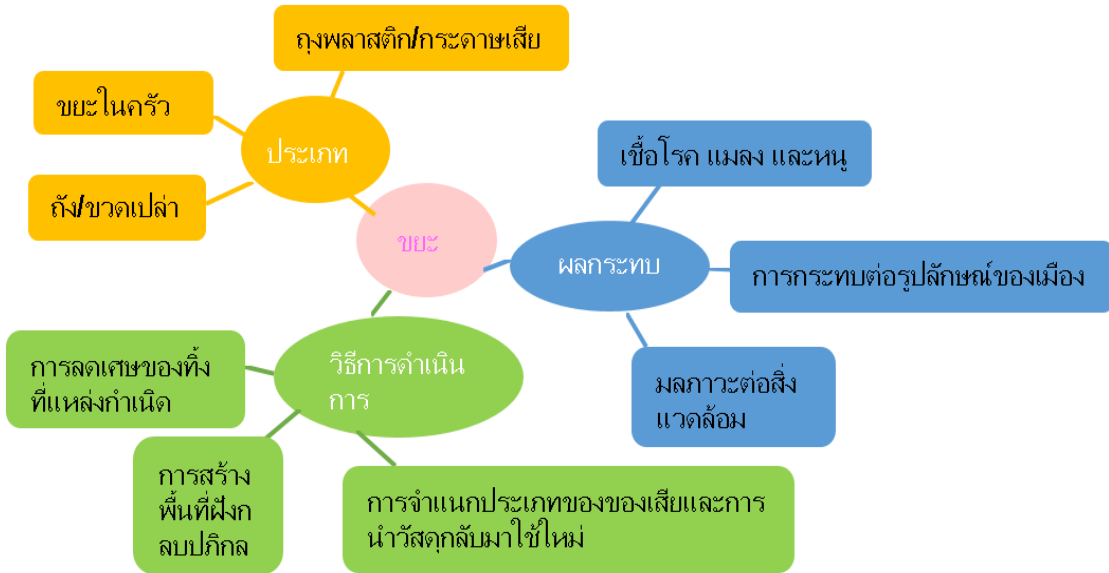 ถุงพลาสติก/กระดาษเสีย
ขยะในครัว
ประเภท
ถัง/ขวดเปล่า
ขยะ
เชื้อโรค แมลง และหนู
ผลกระทบ
การกระทบต่อรูปลักษณ์ของเมือง
มลภาวะต่อสิ่ง
แวดล้อม
วิธีการดำเนิน
การ
การลดเศษของทิ้ง
ที่แหล่งกำเนิด
การสร้าง
พื้นที่ฝังก
ลบปภิกล
การจำแนกประเภทของของเสียและการ
นำวัสดุกลับมาใช้ใหม่